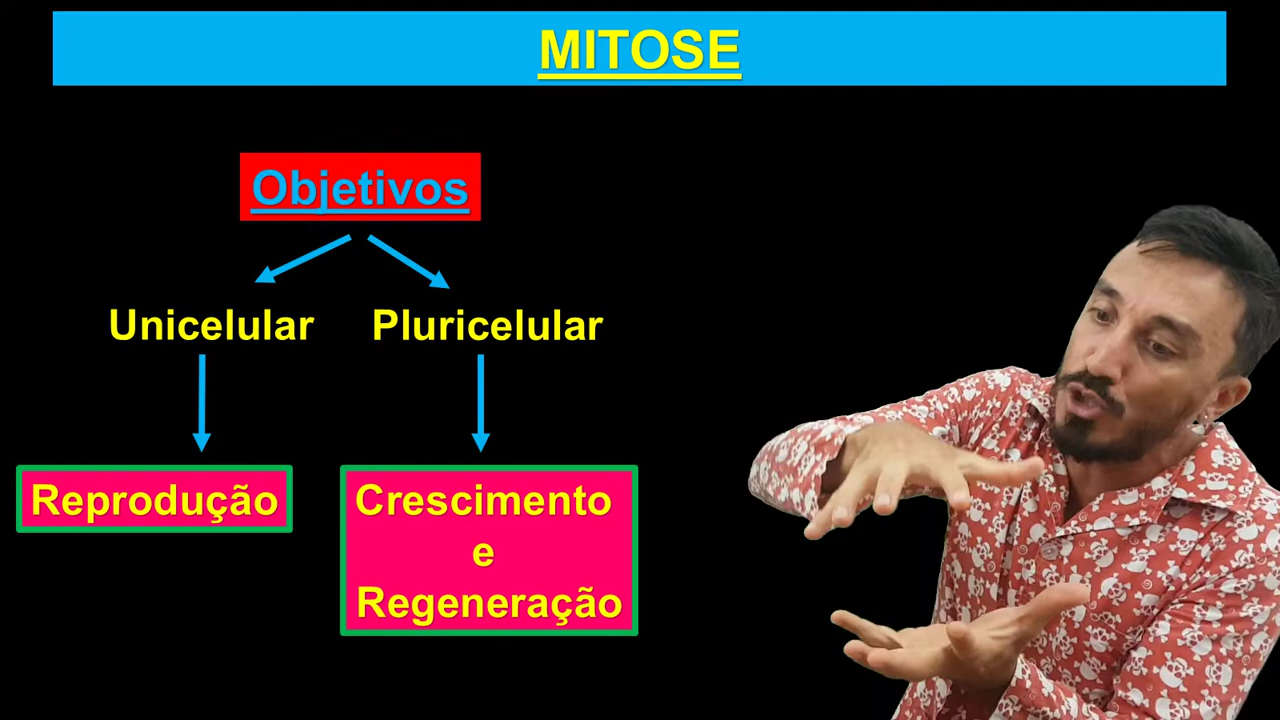 MITOSE
Objetivos
Unicelular
Pluricelular
Reprodução
Crescimento
e
Regeneração